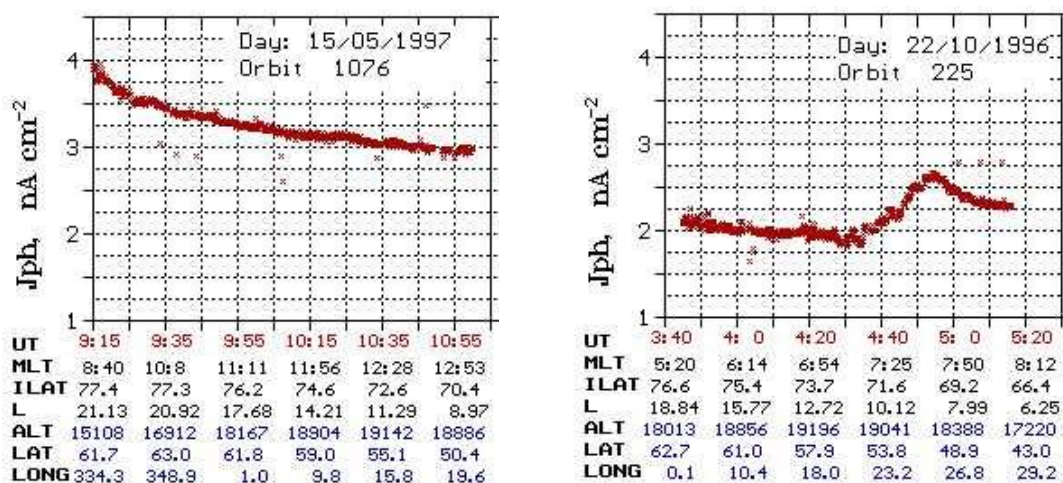 Day: 15/05/1997
Orbit 1076
Jph, nA cm-2
4
3
2
1
UT 9:15 9:35 9:55 10:15 10:35 10:55
MLT 8:40 10:8 11:11 11:56 12:28 12:53
ILAT 77.4 77.3 76.2 74.6 72.6 70.4
L 21.13 20.92 17.68 14.21 11.29 8.97
ALT 15108 16912 18167 18904 19142 18886
LAT 61.7 63.0 61.8 59.0 55.1 50.4
LONG 334.3 348.9 1.0 9.8 15.8 19.6
Day: 22/10/1996
Orbit 225
Jph, nA cm-2
4
3
2
1
UT 3:40 4: 0 4:20 4:40 5: 0 5:20
MLT 5:20 6:14 6:54 7:25 7:50 8:12
ILAT 76.6 75.4 73.7 71.6 69.2 66.4
L 18.84 15.77 12.72 10.12 7.99 6.25
ALT 18013 18856 19196 19041 18388 17220
LAT 62.7 61.0 57.9 53.8 48.9 43.0
LONG 0.1 10.4 18.0 23.2 26.8 29.2